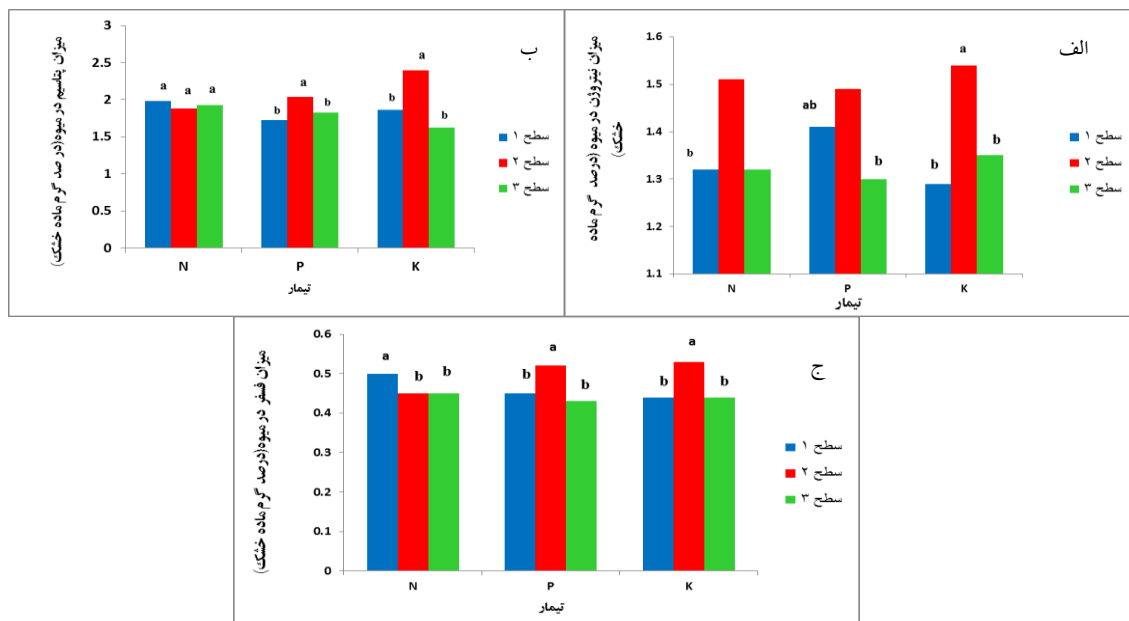 الف
میزان نیتروژن در میوه (درصد گرم ماده
خشک)
1.6
1.5
1.4
1.3
1.2
1.1
b
ab
b
b
a
b
N P K
تیمار
سطح ۱
سطح ۲
سطح ۳
ب
میزان پتاسیم در میوه(در صد گرم ماده خشک)
2.5
3
2
1.5
1
0.5
0
a a a
b a b
b a b
N P K
تیمار
سطح ۱
سطح ۲
سطح ۳
ج
میزان فسفر در میوه(درصد گرم ماده خشک)
0.6
0.5
0.4
0.3
0.2
0.1
0
a b b
b a b
b a b
N P K
تیمار
سطح ۱
سطح ۲
سطح ۳